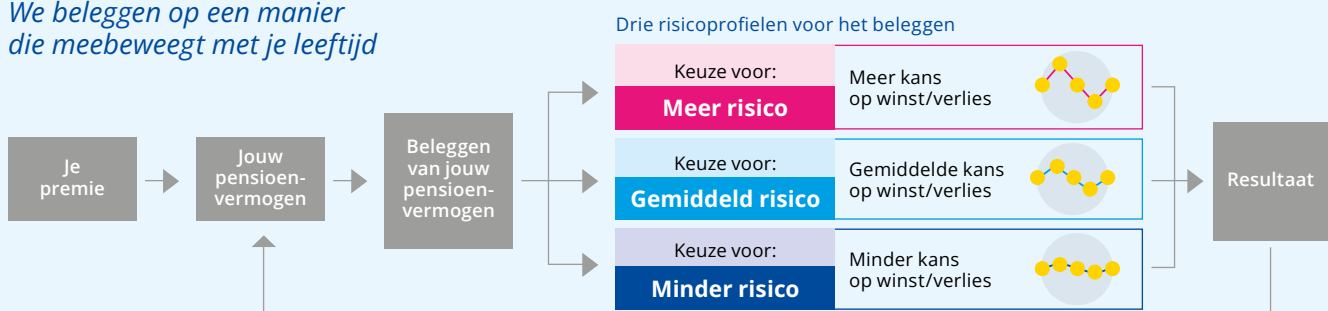 We beleggen op een manier
die meebeweegt met je leeftijd
Drie risicoprofielen voor het beleggen
Je
premie
Jouw
pensioen-
vermogen
Beleggen
van jouw
pensioen-
vermogen
Keuze voor:
Meer risico
Meer kans
op winst/verlies
Keuze voor:
Gemiddeld risico
Gemiddelde kans
op winst/verlies
Keuze voor:
Minder risico
Minder kans
op winst/verlies
Resultaat